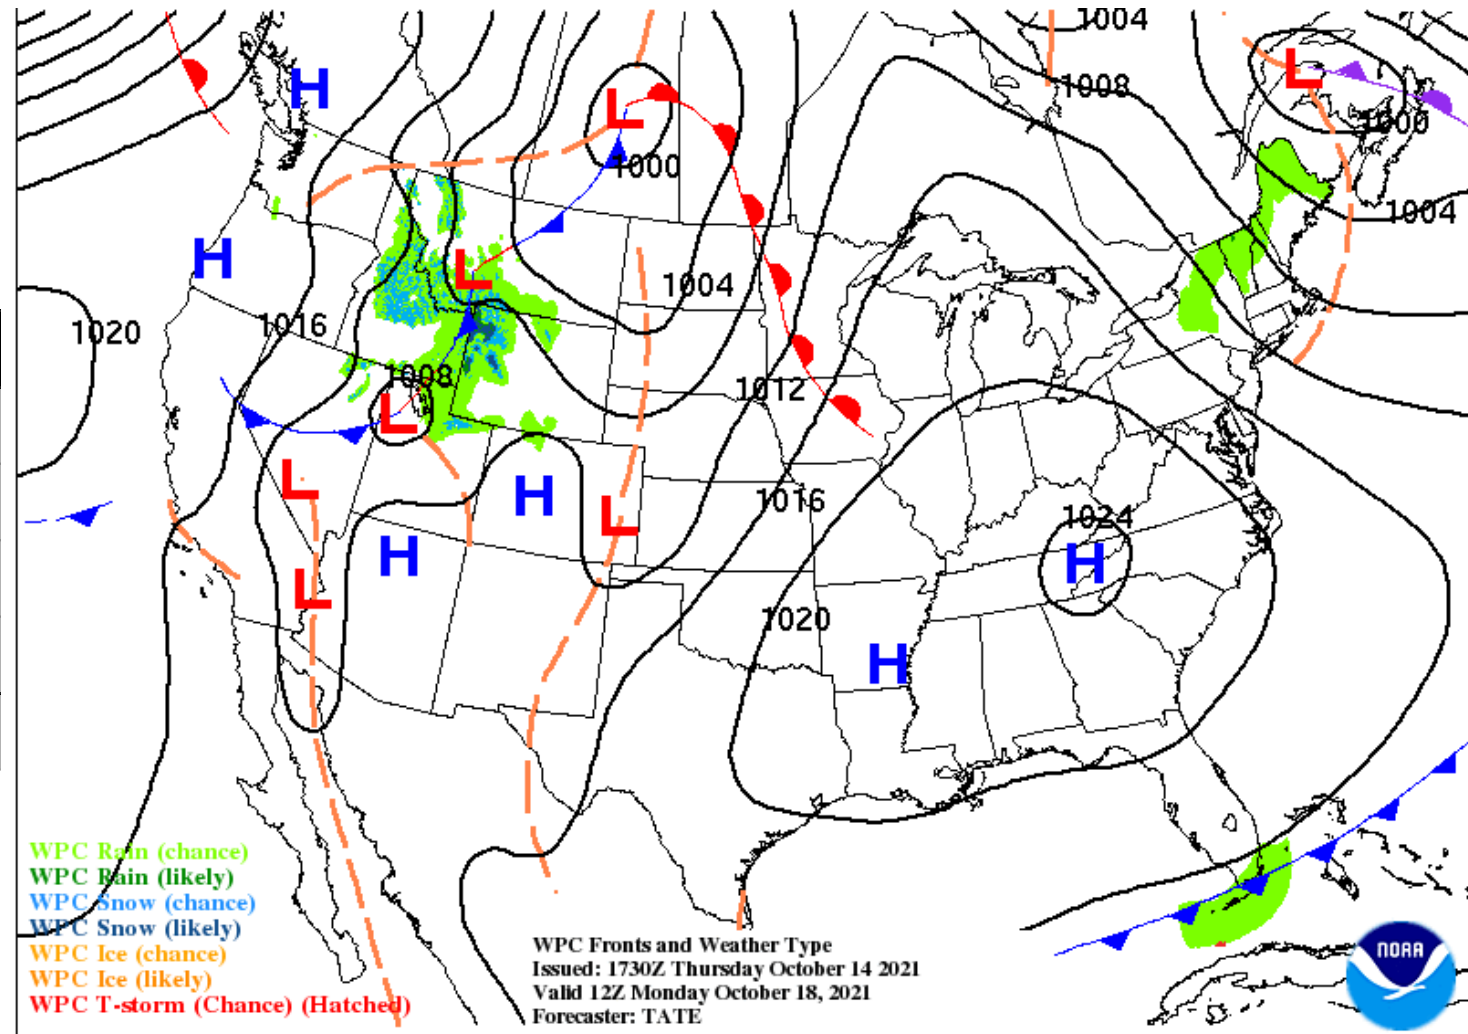 1004
H
L
1008
L
1000
1000
1004
H
L
1004
1020
1016
1008
1012
L
L
H
L
1016
1024
H
H
L
1020
H
WPC Rain (chance)
WPC Rain (likely)
WPC Snow (chance)
WPC Snow (likely)
WPC Ice (chance)
WPC Ice (likely)
WPC T-storm (Chance) (Hatched)
WPC Fronts and Weather Type
Issued: 1730Z Thursday October 14 2021
Valid 12Z Monday October 18, 2021
Forecaster: TATE
NOAA